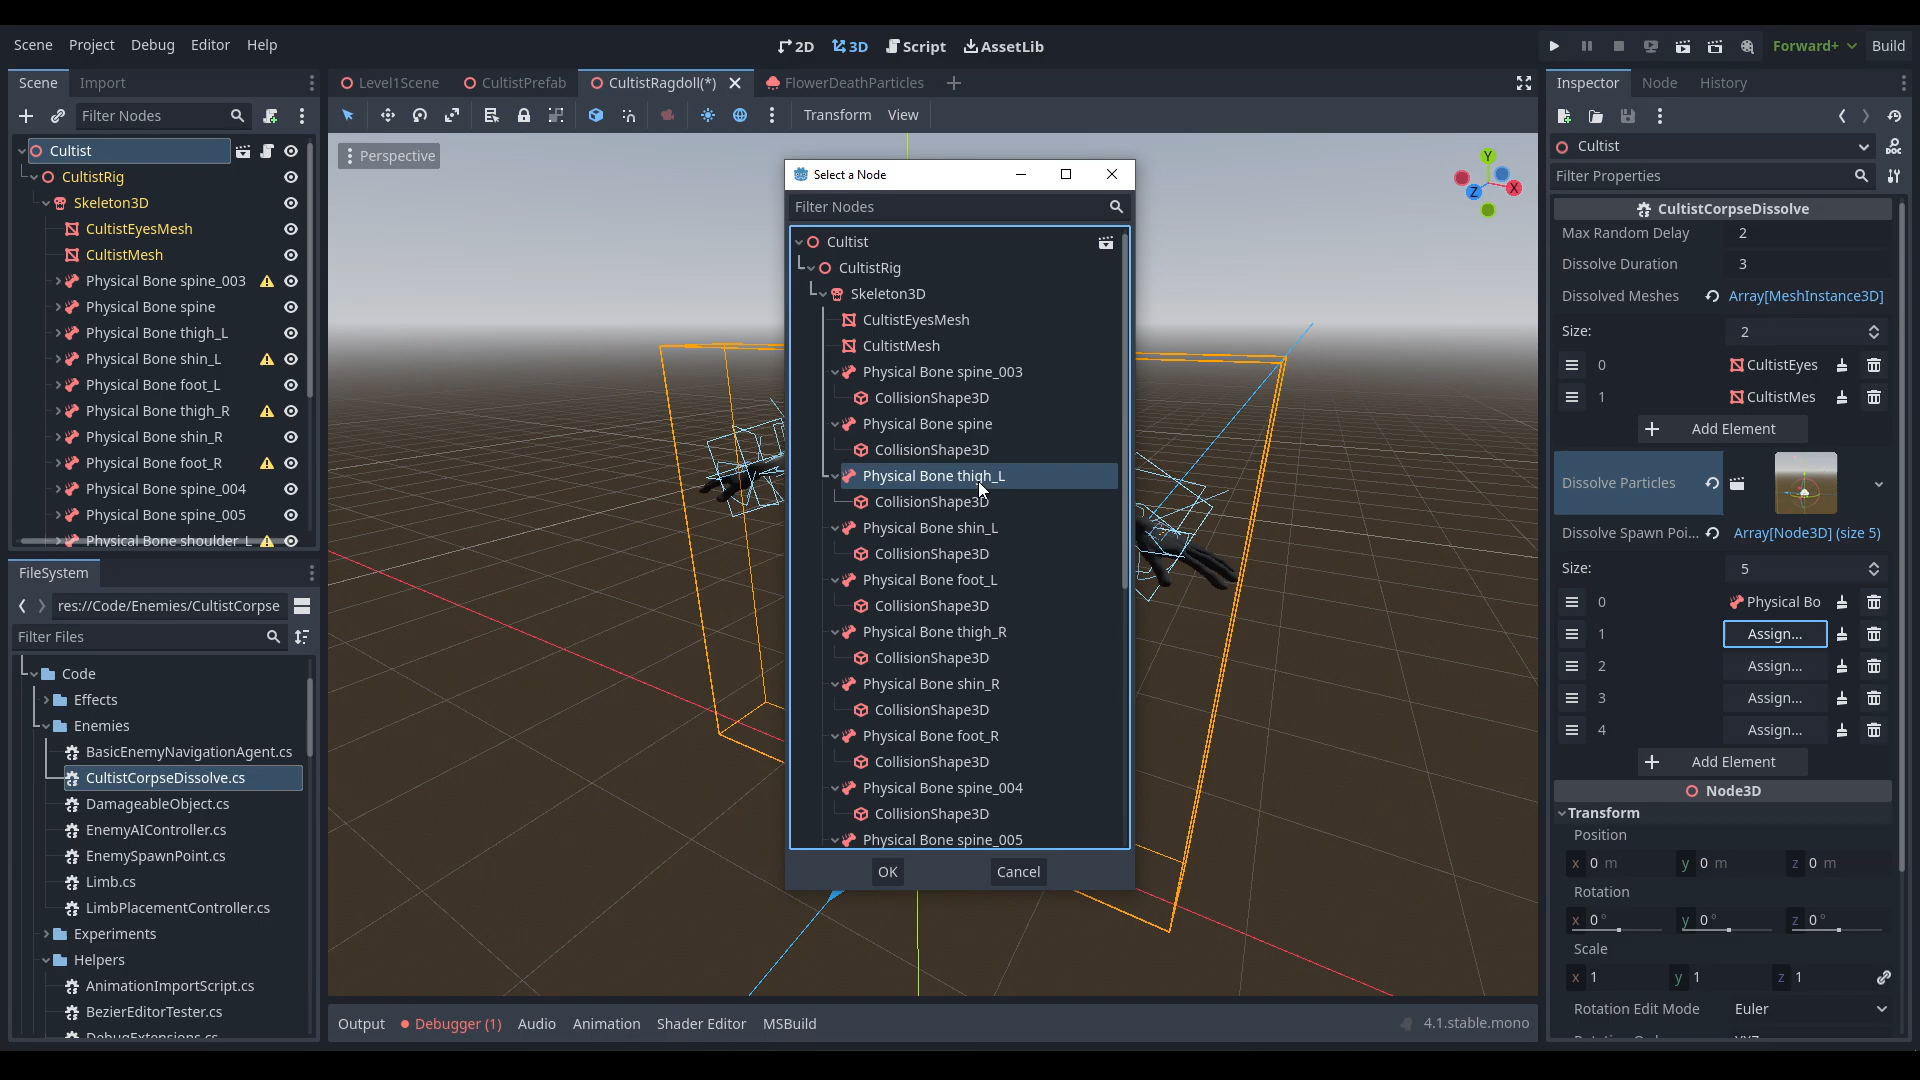 Scene Project Debug Editor Help
2D 3D Script AssetLib
Forward+ Build
Scene Import
Filter Nodes
Cultist
CultistRig
Skeleton3D
CultistEyesMesh
CultistMesh
Physical Bone spine_003
Physical Bone spine
Physical Bone thigh_L
Physical Bone shin_L
Physical Bone foot_L
Physical Bone thigh_R
Physical Bone shin_R
Physical Bone foot_R
Physical Bone spine_004
Physical Bone spine_005
Physical Bone shoulder_L
FileSystem
res://Code/Enemies/CultistCorpse
Filter Files
Code
Effects
Enemies
BasicEnemyNavigationAgent.cs
CultistCorpseDissolve.cs
DamageableObject.cs
EnemyAIController.cs
EnemySpawnPoint.cs
Limb.cs
LimbPlacementController.cs
Experiments
Helpers
AnimationImportScript.cs
BezierEditorTester.cs
DebugExtensions.cs
Level1Scene CultistPrefab CultistRagdoll(*) FlowerDeathParticles
Transform View
Perspective
Y
X
Z
Select a Node
Filter Nodes
Cultist
CultistRig
Skeleton3D
CultistEyesMesh
CultistMesh
Physical Bone spine_003
CollisionShape3D
Physical Bone spine
CollisionShape3D
Physical Bone thigh_L
CollisionShape3D
Physical Bone shin_L
CollisionShape3D
Physical Bone foot_L
CollisionShape3D
Physical Bone thigh_R
CollisionShape3D
Physical Bone shin_R
CollisionShape3D
Physical Bone foot_R
CollisionShape3D
Physical Bone spine_004
CollisionShape3D
Physical Bone spine_005
OK Cancel
Output Debugger (1) Audio Animation Shader Editor MSBuild 4.1.stable.mono
Inspector Node History
Cultist DOC
Filter Properties
CultistCorpseDissolve
Max Random Delay 2
Dissolve Duration 3
Dissolved Meshes Array[MeshInstance3D]
Size: 2
0 CultistEyes
1 CultistMes
Add Element
Dissolve Particles
Dissolve Spawn Poi... Array[Node3D] (size 5)
Size: 5
0 Physical Bo
1 Assign...
2 Assign...
3 Assign...
4 Assign...
Add Element
Node3D
Transform
Position
x 0 m y 0 m z 0 m
Rotation
x 0 ° y 0 ° z 0 °
Scale
x 1 y 1 z 1
Rotation Edit Mode Euler